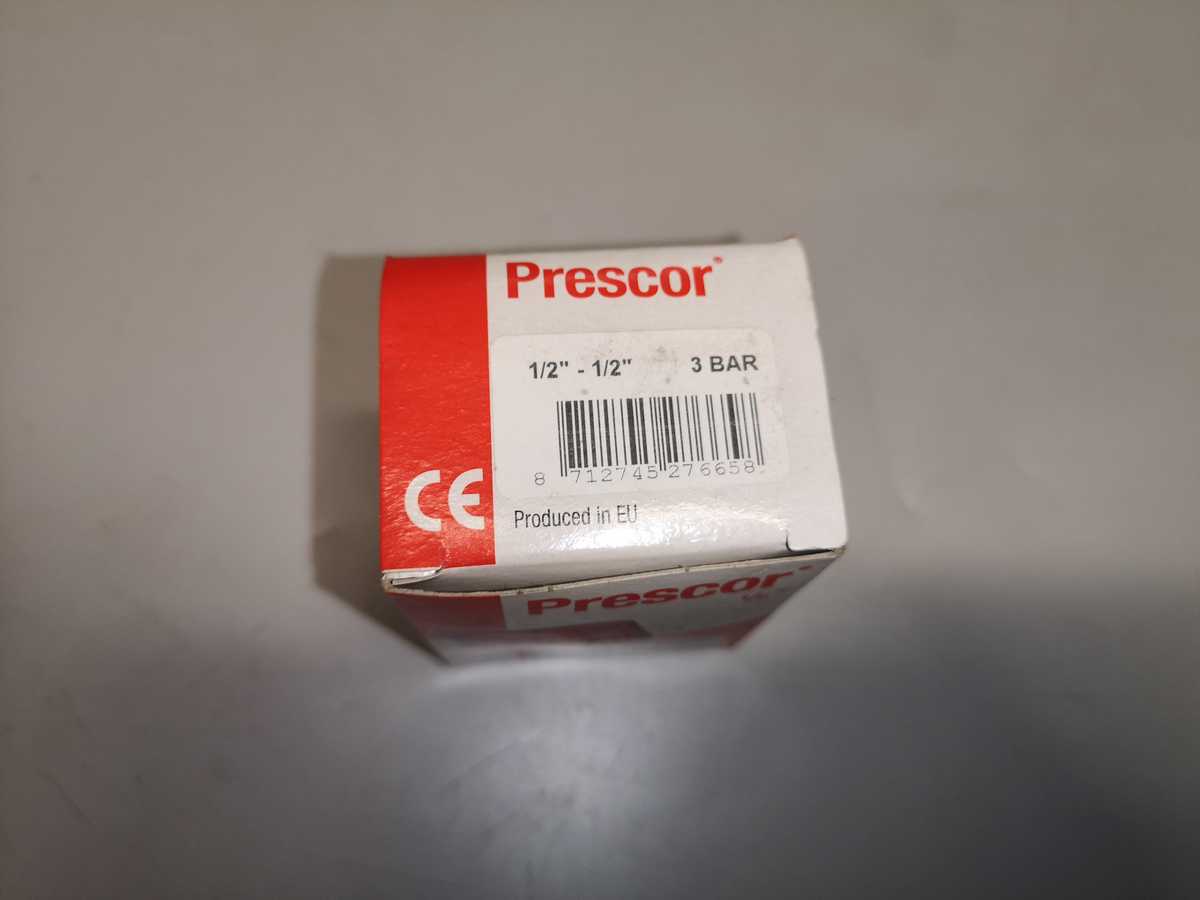 Prescor®
1/2" - 1/2" 3 BAR
8 712745 276658
CE
Produced in EU
Prescor®